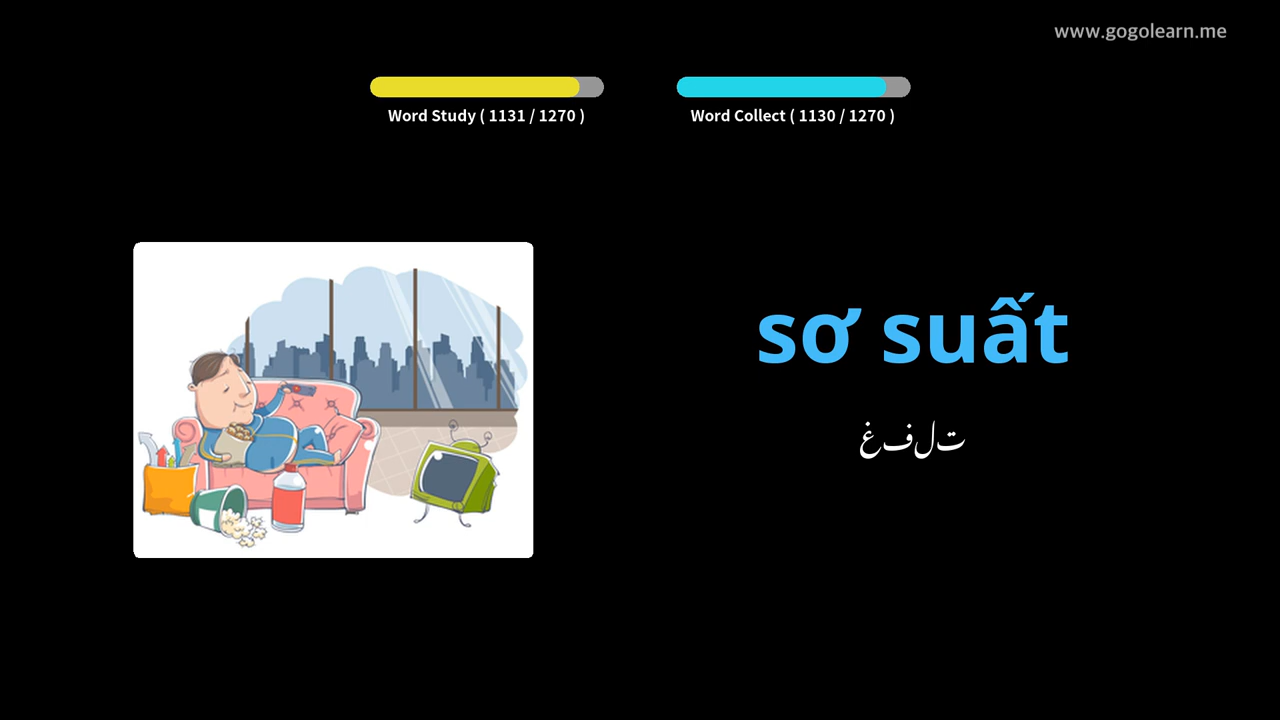 www.gogolearn.me
Word Study ( 1131 / 1270 )
Word Collect ( 1130 / 1270 )
sơ suất
غفلت